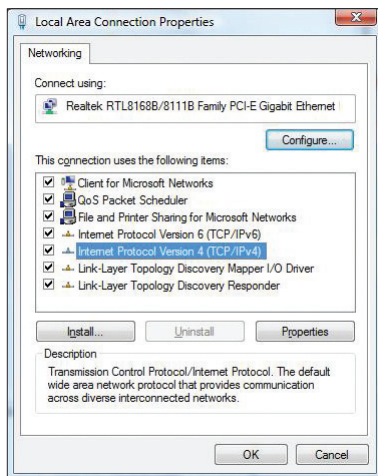 Local Area Connection Properties
Networking
Connect using:
Realtek RTL8168B/8111B Family PCI-E Gigabit Ethernet
Configure...
This connection uses the following items:
Client for Microsoft Networks
QoS Packet Scheduler
File and Printer Sharing for Microsoft Networks
Internet Protocol Version 6 (TCP/IPv6)
Internet Protocol Version 4 (TCP/IPv4)
Link-Layer Topology Discovery Mapper I/O Driver
Link-Layer Topology Discovery Responder
Install... Uninstall Properties
Description
Transmission Control Protocol/Internet Protocol. The default
wide area network protocol that provides communication
across diverse interconnected networks.
OK Cancel